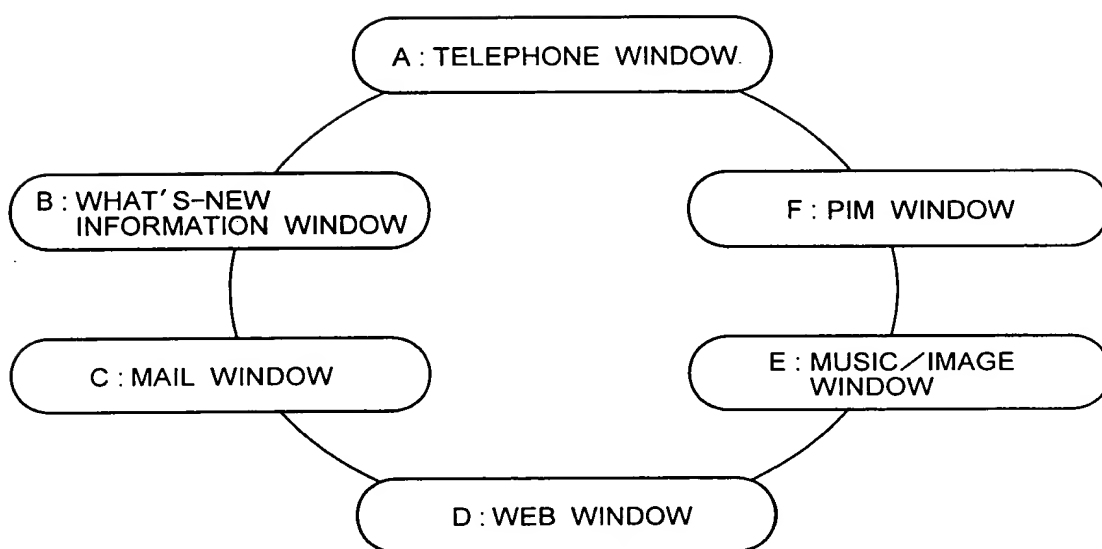 A : TELEPHONE WINDOW
B : WHAT'S-NEW
INFORMATION WINDOW
F : PIM WINDOW
C : MAIL WINDOW
E : MUSIC／IMAGE
WINDOW
D : WEB WINDOW